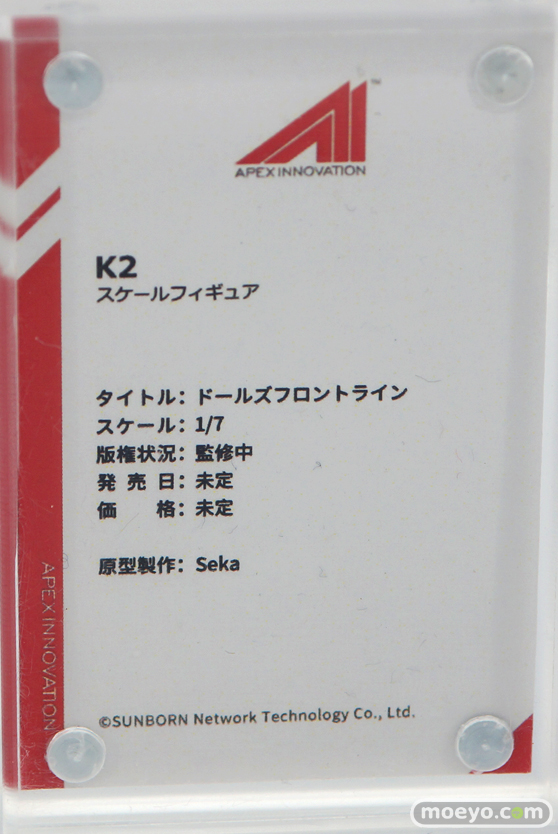 APEX INNOVATION
K2
スケールフィギュア
タイトル：ドールズフロントライン
スケール：1/7
版権状況：監修中
発 売 日：未定
価　　格：未定
原型製作：Seka
APEX INNOVATION
©SUNBORN Network Technology Co., Ltd.
moeyo.com